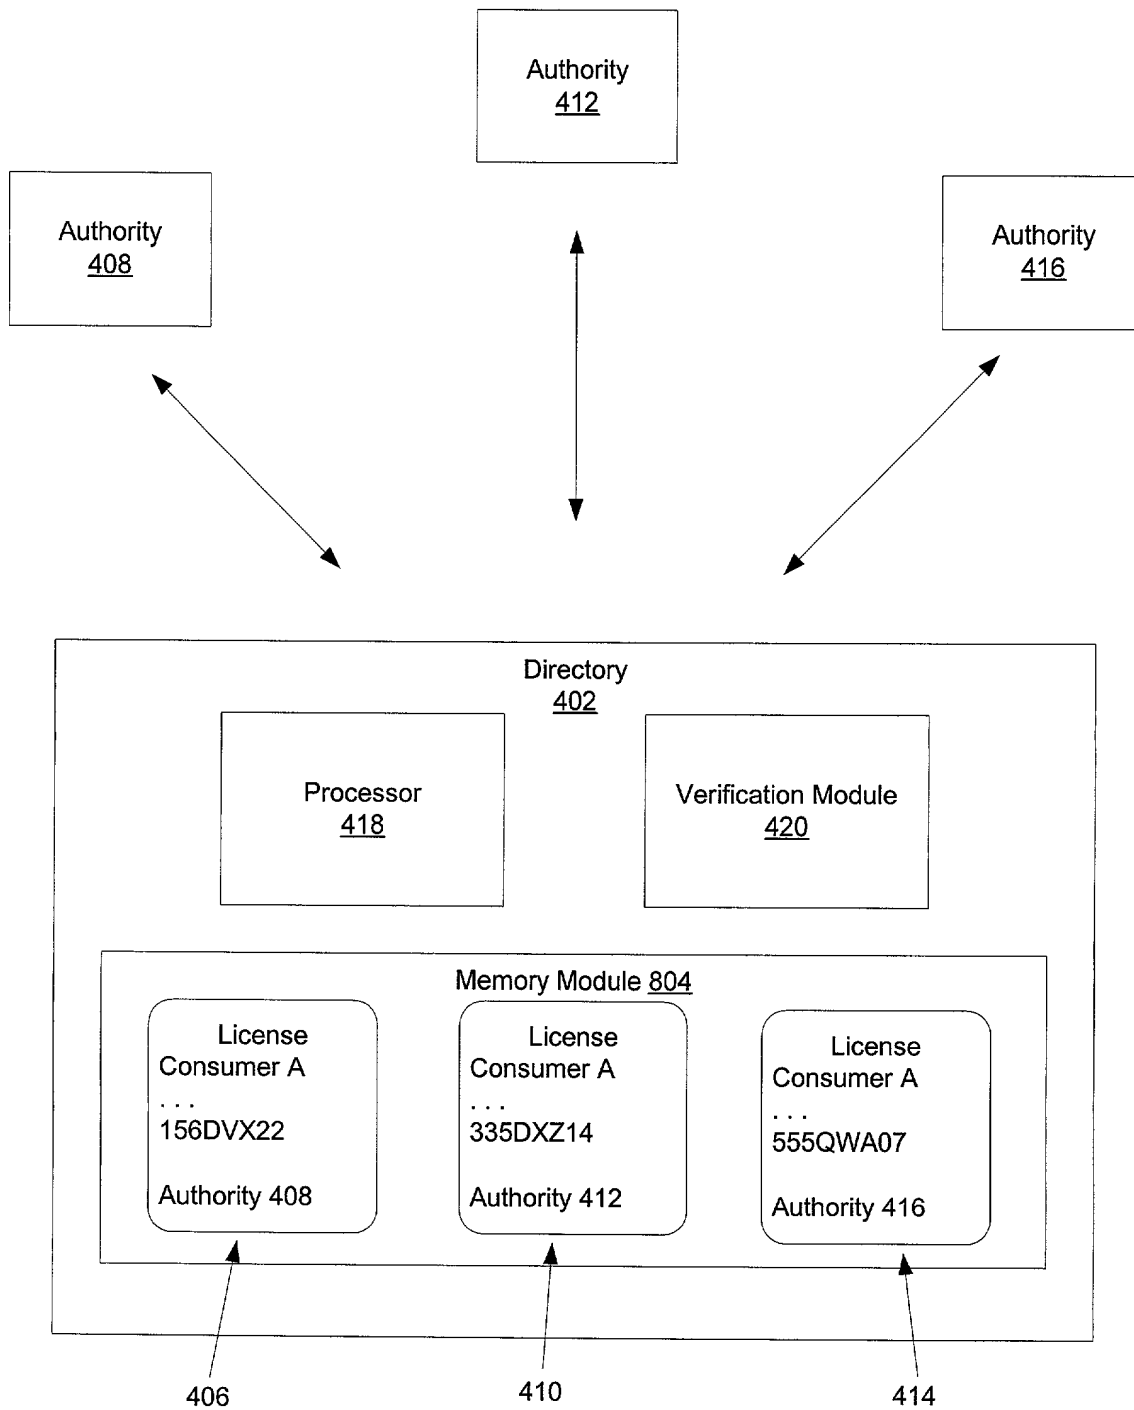 Authority
412
Authority
408
Authority
416
Directory
402
Processor
418
Verification Module
420
Memory Module 804
License
Consumer A
. . .
156DVX22
Authority 408
License
Consumer A
. . .
335DXZ14
Authority 412
License
Consumer A
. . .
555QWA07
Authority 416
406
410
414